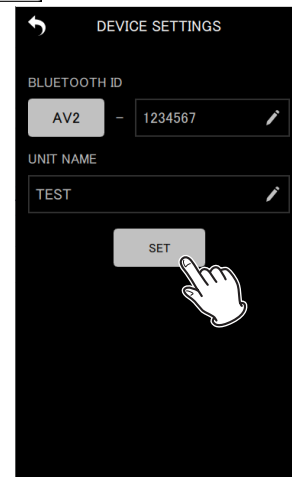 DEVICE SETTINGS
BLUETOOTH ID
AV2 - 1234567
UNIT NAME
TEST
SET